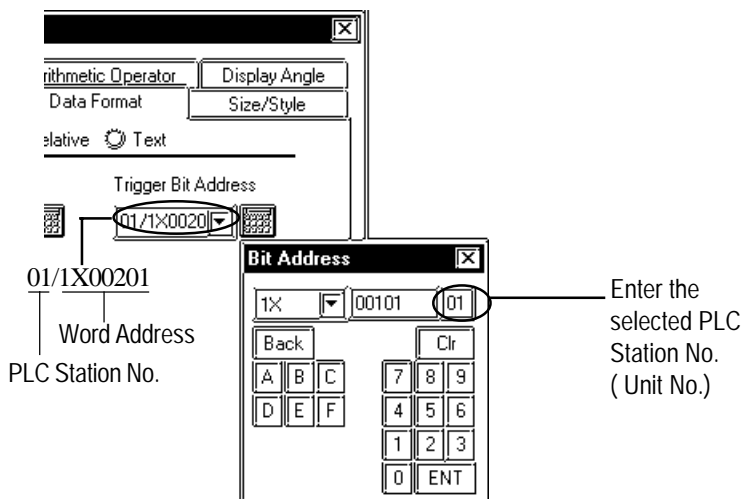 rithmetic Operator Display Angle
Data Format Size/Style
elative Text
Trigger Bit Address
01/1X0020
01/1X00201
Word Address
PLC Station No.
Bit Address
1X 00101 01
Back Clr
A B C 7 8 9
D E F 4 5 6
1 2 3
0 ENT
Enter the
selected PLC
Station No.
( Unit No.)